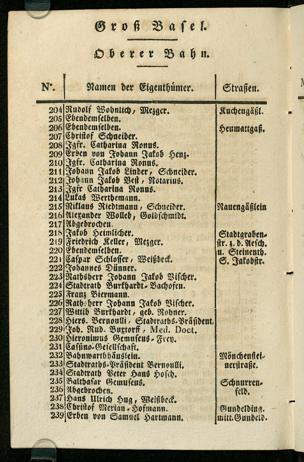 Groß Basel.
Oberer Bahn.
No. Namen der Eigenthümer. Straßen.
204 Rudolf Wohnlich, Mezger. Kuchengäßl.
205 Ebendemselben.
206 Ebendemselben. Heumattgaß.
207 Christof Schneider.
208 Jgfr. Catharina Ronus.
209 Erben von Johann Jakob Henz.
210 Jgfr. Catharina Ronus.
211 Johann Jakob Linder, Schneider.
212 Johann Jakob Best, Notarius.
213 Jgfr Catharina Ronus.
214 Lukas Werthemann.
215 Niklaus Riedtmann, Schneider. Nauengäßlein
216 Alexander Wolleb, Goldschmidt.
217 Abgebrochen.
218 Jakob Heimlicher. Stadtgraben-
219 Friedrich Keller, Mezger. str. z. d. Aesch.
220 Ebendemselben. u. Steinenth.
221 Caspar Schlosser, Weißbeck. S. Jakobstr.
222 Johannes Dünner.
223 Rathsherr Johann Jakob Vischer.
224 Stadtrath Burkhardt-Bachofen.
225 Franz Biermann.
226 Rathsherr Johann Jakob Vischer.
227 Wittib Burkhardt, geb. Rohner.
228 Hiers. Bernoulli, Stadtraths-Präsident
229 Joh. Rud. Buxtorff, Med. Doct.
230 Hieronimus Gemuseus-Frey.
231 Casino-Gesellschaft.
232 Bahnwarthhäuslein. Mönchenstei-
233 Stadtraths-Präsident Bernoulli. nerstraße.
234 Stadtrath Peter Hans Hosch.
235 Balthasar Gemuseus. Schnurren-
236 Abgebrochen. feld.
237 Hans Ulrich Hug, Weißbeck.
238 Christof Merian-Hofmann. Gundelding.
239 Erben von Samuel Hartmann. mitt. Gundeld.